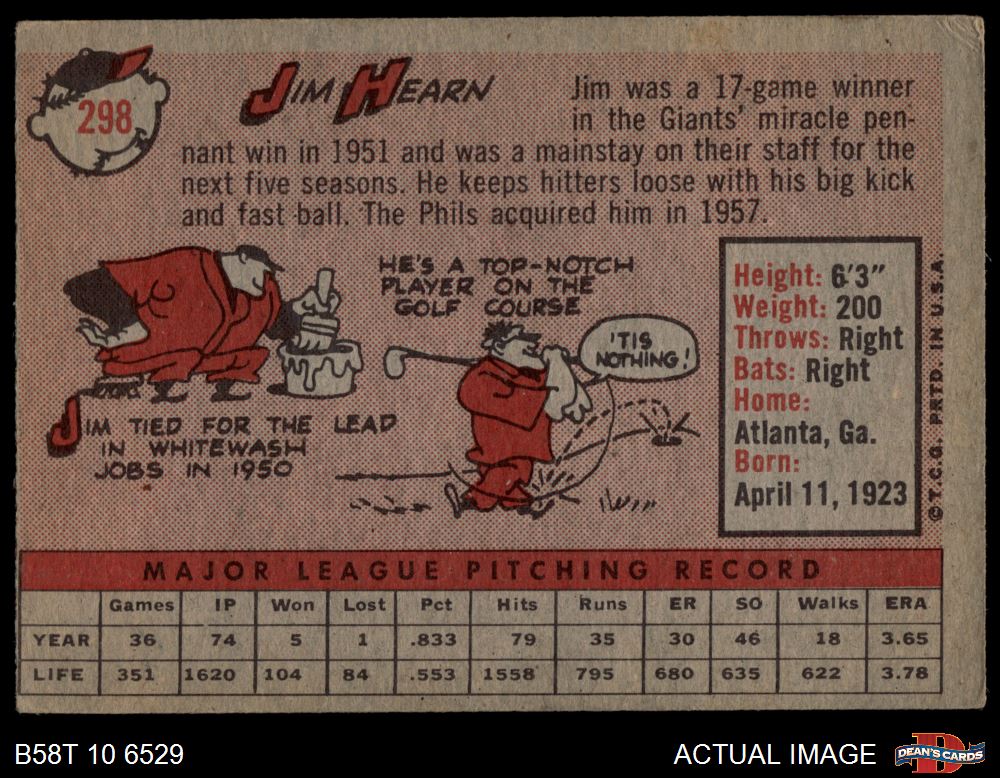 298
JIM HEARN
Jim was a 17-game winner
in the Giants' miracle pen-
nant win in 1951 and was a mainstay on their staff for the
next five seasons. He keeps hitters loose with his big kick
and fast ball. The Phils acquired him in 1957.
HE'S A TOP-NOTCH
PLAYER ON THE
GOLF COURSE
'TIS
NOTHING!
JIM TIED FOR THE LEAD
IN WHITEWASH
JOBS IN 1950
Height: 6'3"
Weight: 200
Throws: Right
Bats: Right
Home:
Atlanta, Ga.
Born:
April 11, 1923
© T.C.G. PRTD. IN U.S.A.
MAJOR LEAGUE PITCHING RECORD
Games IP Won Lost Pct Hits Runs ER SO Walks ERA
YEAR 36 74 5 1 .833 79 35 30 46 18 3.65
LIFE 351 1620 104 84 .553 1558 795 680 635 622 3.78
B58T 10 6529
ACTUAL IMAGE
DEAN'S CARDS